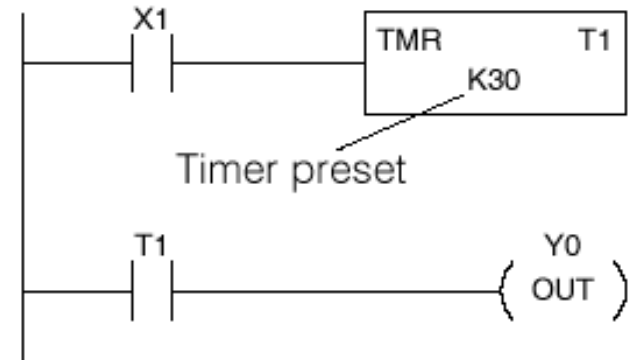 X1
TMR T1
K30
Timer preset
T1
Y0
OUT